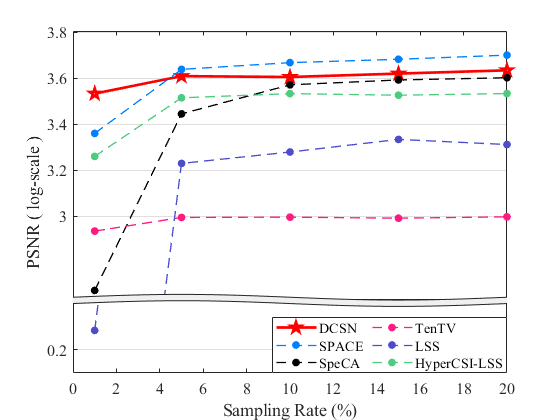 3.8
3.6
3.4
3.2
3
0.2
PSNR ( log-scale )
0 2 4 6 8 10 12 14 16 18 20
Sampling Rate (%)
DCSN TenTV
SPACE LSS
SpeCA HyperCSI-LSS